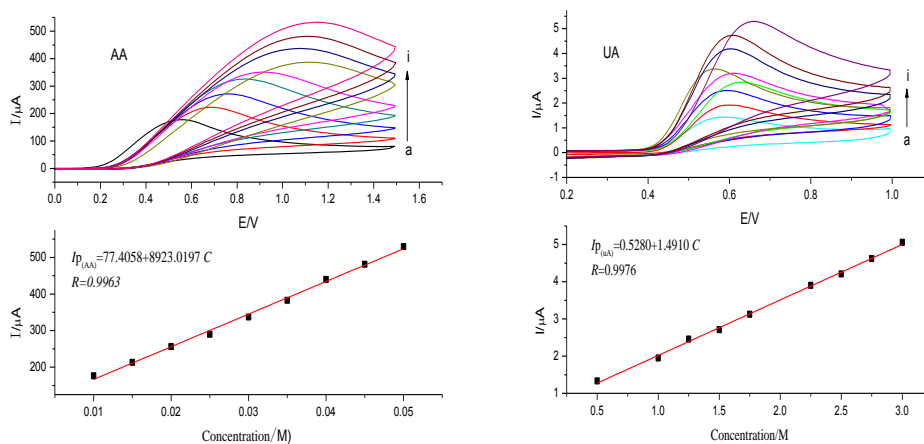 AA
I/μA
500
450
400
350
300
250
200
150
100
50
0
i
a
0.0 0.2 0.4 0.6 0.8 1.0 1.2 1.4 1.6
E/V
UA
I/μA
5
4
3
2
1
0
-1
i
a
0.2 0.4 0.6 0.8 1.0
E/V
Ip(AA)=77.4058+8923.0197 C
R=0.9963
I/μA
500
400
300
200
0.01 0.02 0.03 0.04 0.05
Concentration/M)
Ip(uA)=0.5280+1.4910 C
R=0.9976
I/μA
5
4
3
2
1
0.5 1.0 1.5 2.0 2.5 3.0
Concentration/M